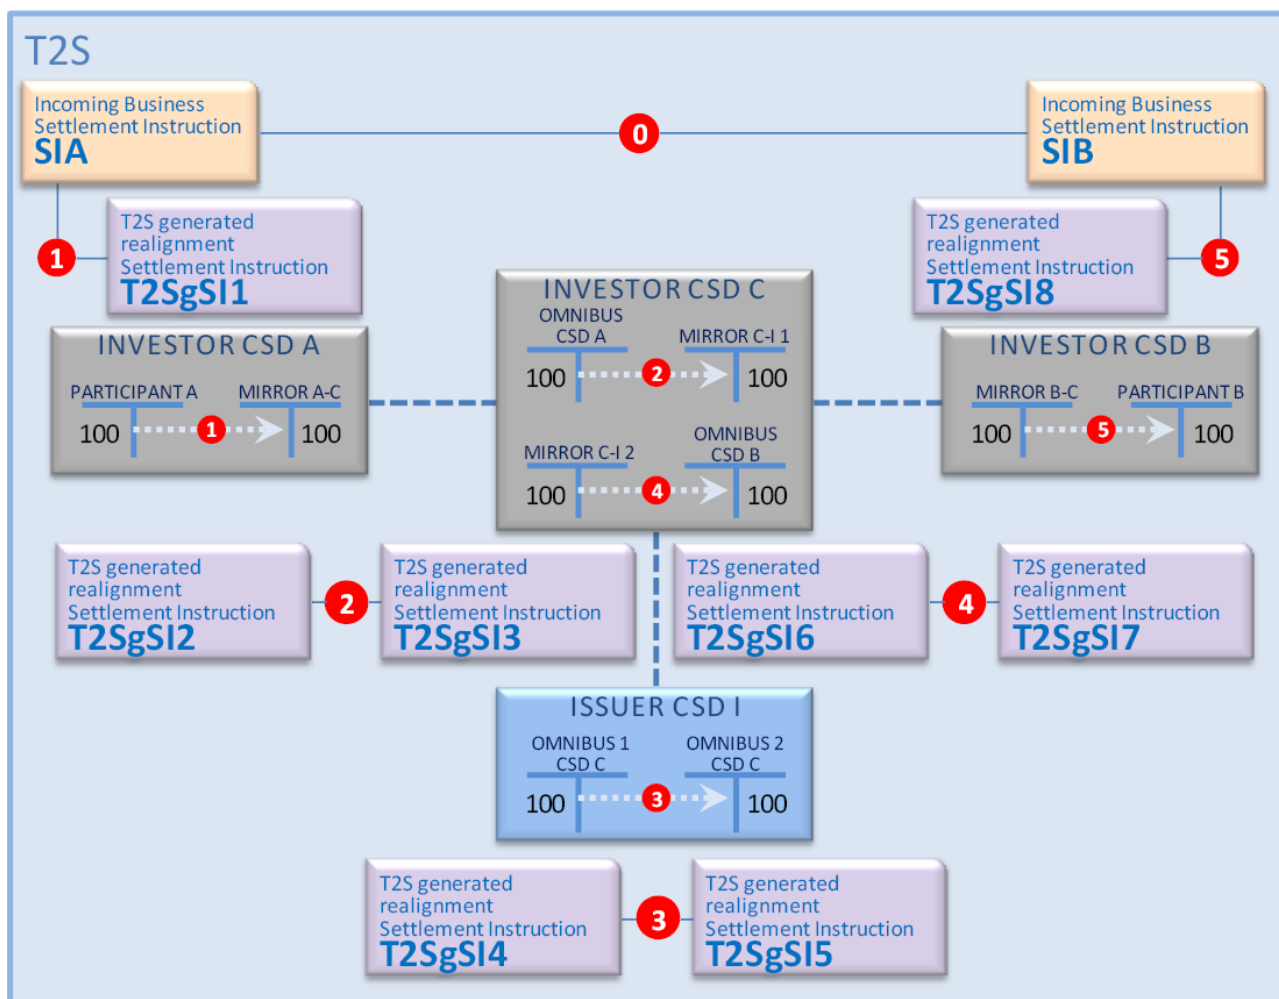 T2S
Incoming Business
Settlement Instruction
SIA
0
Incoming Business
Settlement Instruction
SIB
1
T2S generated
realignment
Settlement Instruction
T2SgSI1
T2S generated
realignment
Settlement Instruction
T2SgSI8
5
INVESTOR CSD A
PARTICIPANT A
MIRROR A-C
100
1
100
INVESTOR CSD C
OMNIBUS
CSD A
MIRROR C-I 1
100
2
100
MIRROR C-I 2
OMNIBUS
CSD B
100
4
100
INVESTOR CSD B
MIRROR B-C
PARTICIPANT B
100
5
100
T2S generated
realignment
Settlement Instruction
T2SgSI2
2
T2S generated
realignment
Settlement Instruction
T2SgSI3
T2S generated
realignment
Settlement Instruction
T2SgSI6
4
T2S generated
realignment
Settlement Instruction
T2SgSI7
ISSUER CSD I
OMNIBUS 1
CSD C
OMNIBUS 2
CSD C
100
3
100
T2S generated
realignment
Settlement Instruction
T2SgSI4
3
T2S generated
realignment
Settlement Instruction
T2SgSI5